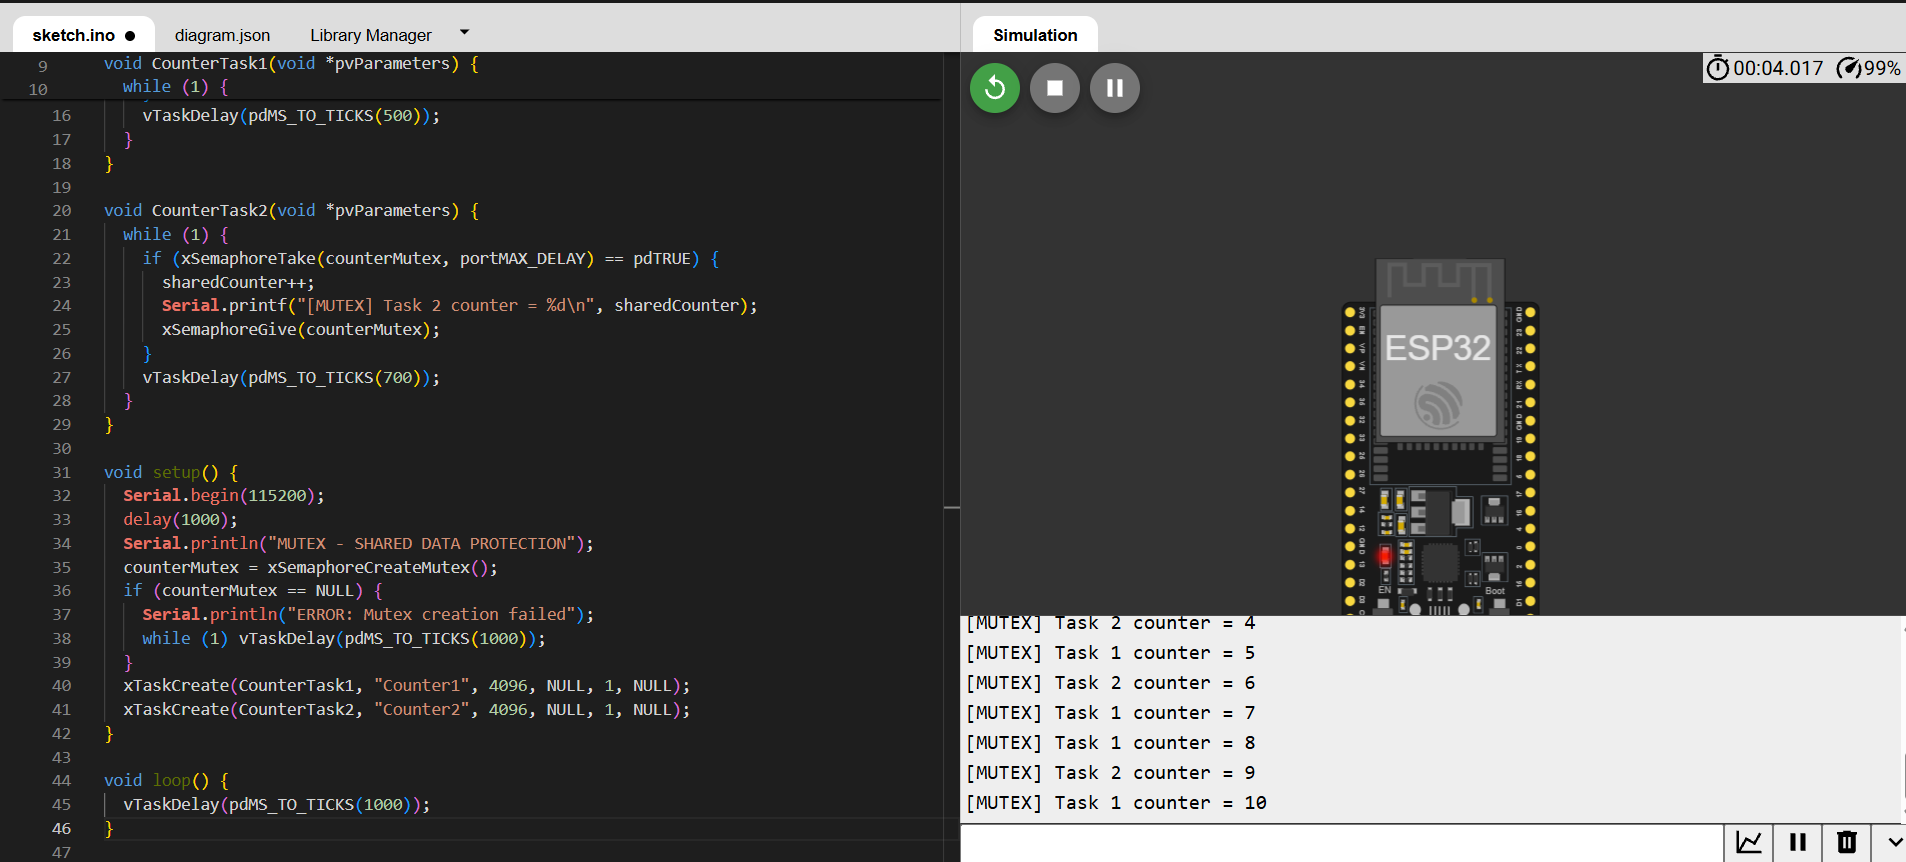 sketch.ino ●
diagram.json
Library Manager
Simulation
9 void CounterTask1(void *pvParameters) {
10 while (1) {
16 vTaskDelay(pdMS_TO_TICKS(500));
17 }
18 }
19
20 void CounterTask2(void *pvParameters) {
21 while (1) {
22 if (xSemaphoreTake(counterMutex, portMAX_DELAY) == pdTRUE) {
23 sharedCounter++;
24 Serial.printf("[MUTEX] Task 2 counter = %d\n", sharedCounter);
25 xSemaphoreGive(counterMutex);
26 }
27 vTaskDelay(pdMS_TO_TICKS(700));
28 }
29 }
30
31 void setup() {
32 Serial.begin(115200);
33 delay(1000);
34 Serial.println("MUTEX - SHARED DATA PROTECTION");
35 counterMutex = xSemaphoreCreateMutex();
36 if (counterMutex == NULL) {
37 Serial.println("ERROR: Mutex creation failed");
38 while (1) vTaskDelay(pdMS_TO_TICKS(1000));
39 }
40 xTaskCreate(CounterTask1, "Counter1", 4096, NULL, 1, NULL);
41 xTaskCreate(CounterTask2, "Counter2", 4096, NULL, 1, NULL);
42 }
43
44 void loop() {
45 vTaskDelay(pdMS_TO_TICKS(1000));
46 }
47
00:04.017 99%
ESP32
EN
Boot
[MUTEX] Task 2 counter = 4
[MUTEX] Task 1 counter = 5
[MUTEX] Task 2 counter = 6
[MUTEX] Task 1 counter = 7
[MUTEX] Task 1 counter = 8
[MUTEX] Task 2 counter = 9
[MUTEX] Task 1 counter = 10